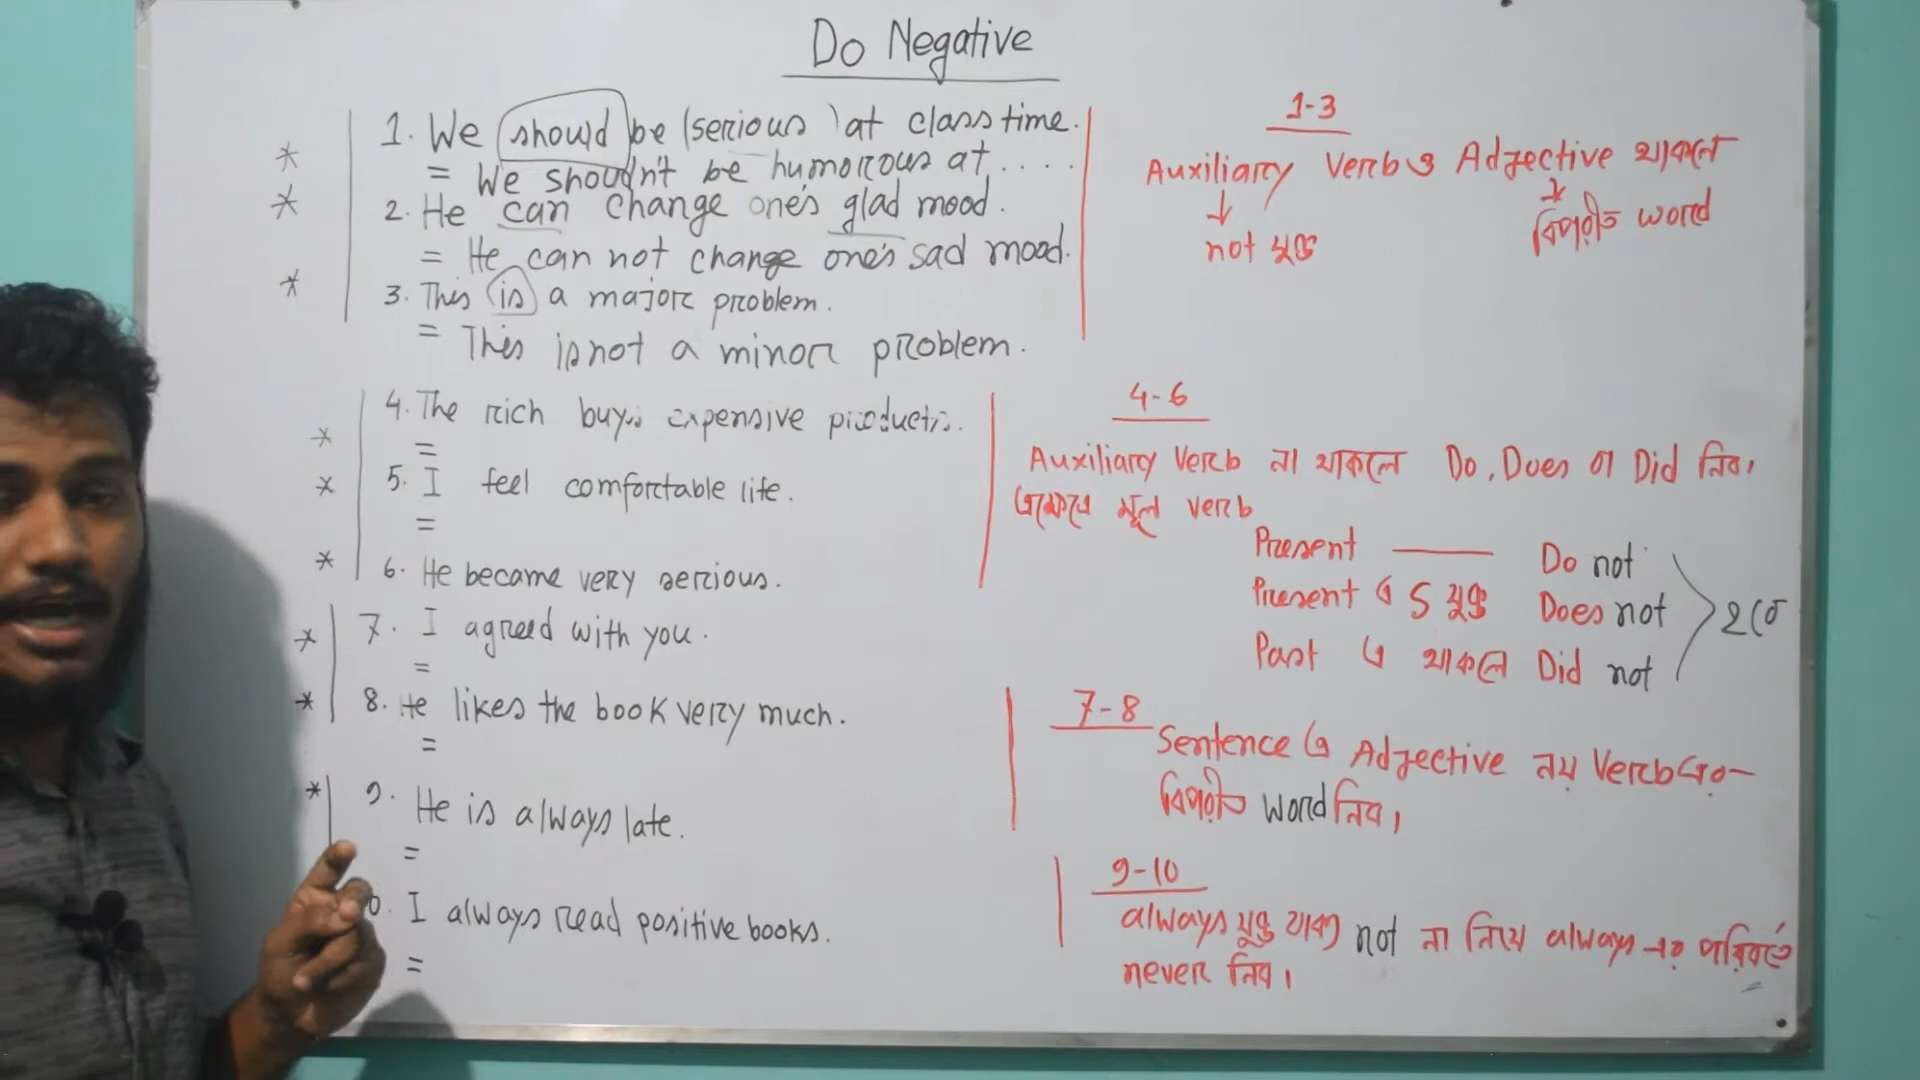 Do Negative
1. We should be (serious) at class time.
= We shouldn't be humorous at ....
2. He can change one's glad mood.
= He can not change one's sad mood.
3. This is a major problem.
= This is not a minor problem.
4. The rich buys expensive products.
=
5. I feel comfortable life.
=
6. He became very serious.
7. I agreed with you.
=
8. He likes the book very much.
=
9. He is always late.
=
0. I always read positive books.
=
1-3
Auxiliary Verb ও Adjective থাকলে
not যুক্ত
বিপরীত word
4-6
Auxiliary Verb না থাকলে Do, Does বা Did নিব।
এক্ষেত্রে মূল verb
Present —— Do not
Present এ S যুক্ত Does not
Past এ থাকলে Did not
7-8
Sentence এ Adjective নয় Verb এর-
বিপরীত word নিব।
9-10
always যুক্ত বাক্য not না নিয়ে always এর পরিবর্তে
never নিব।